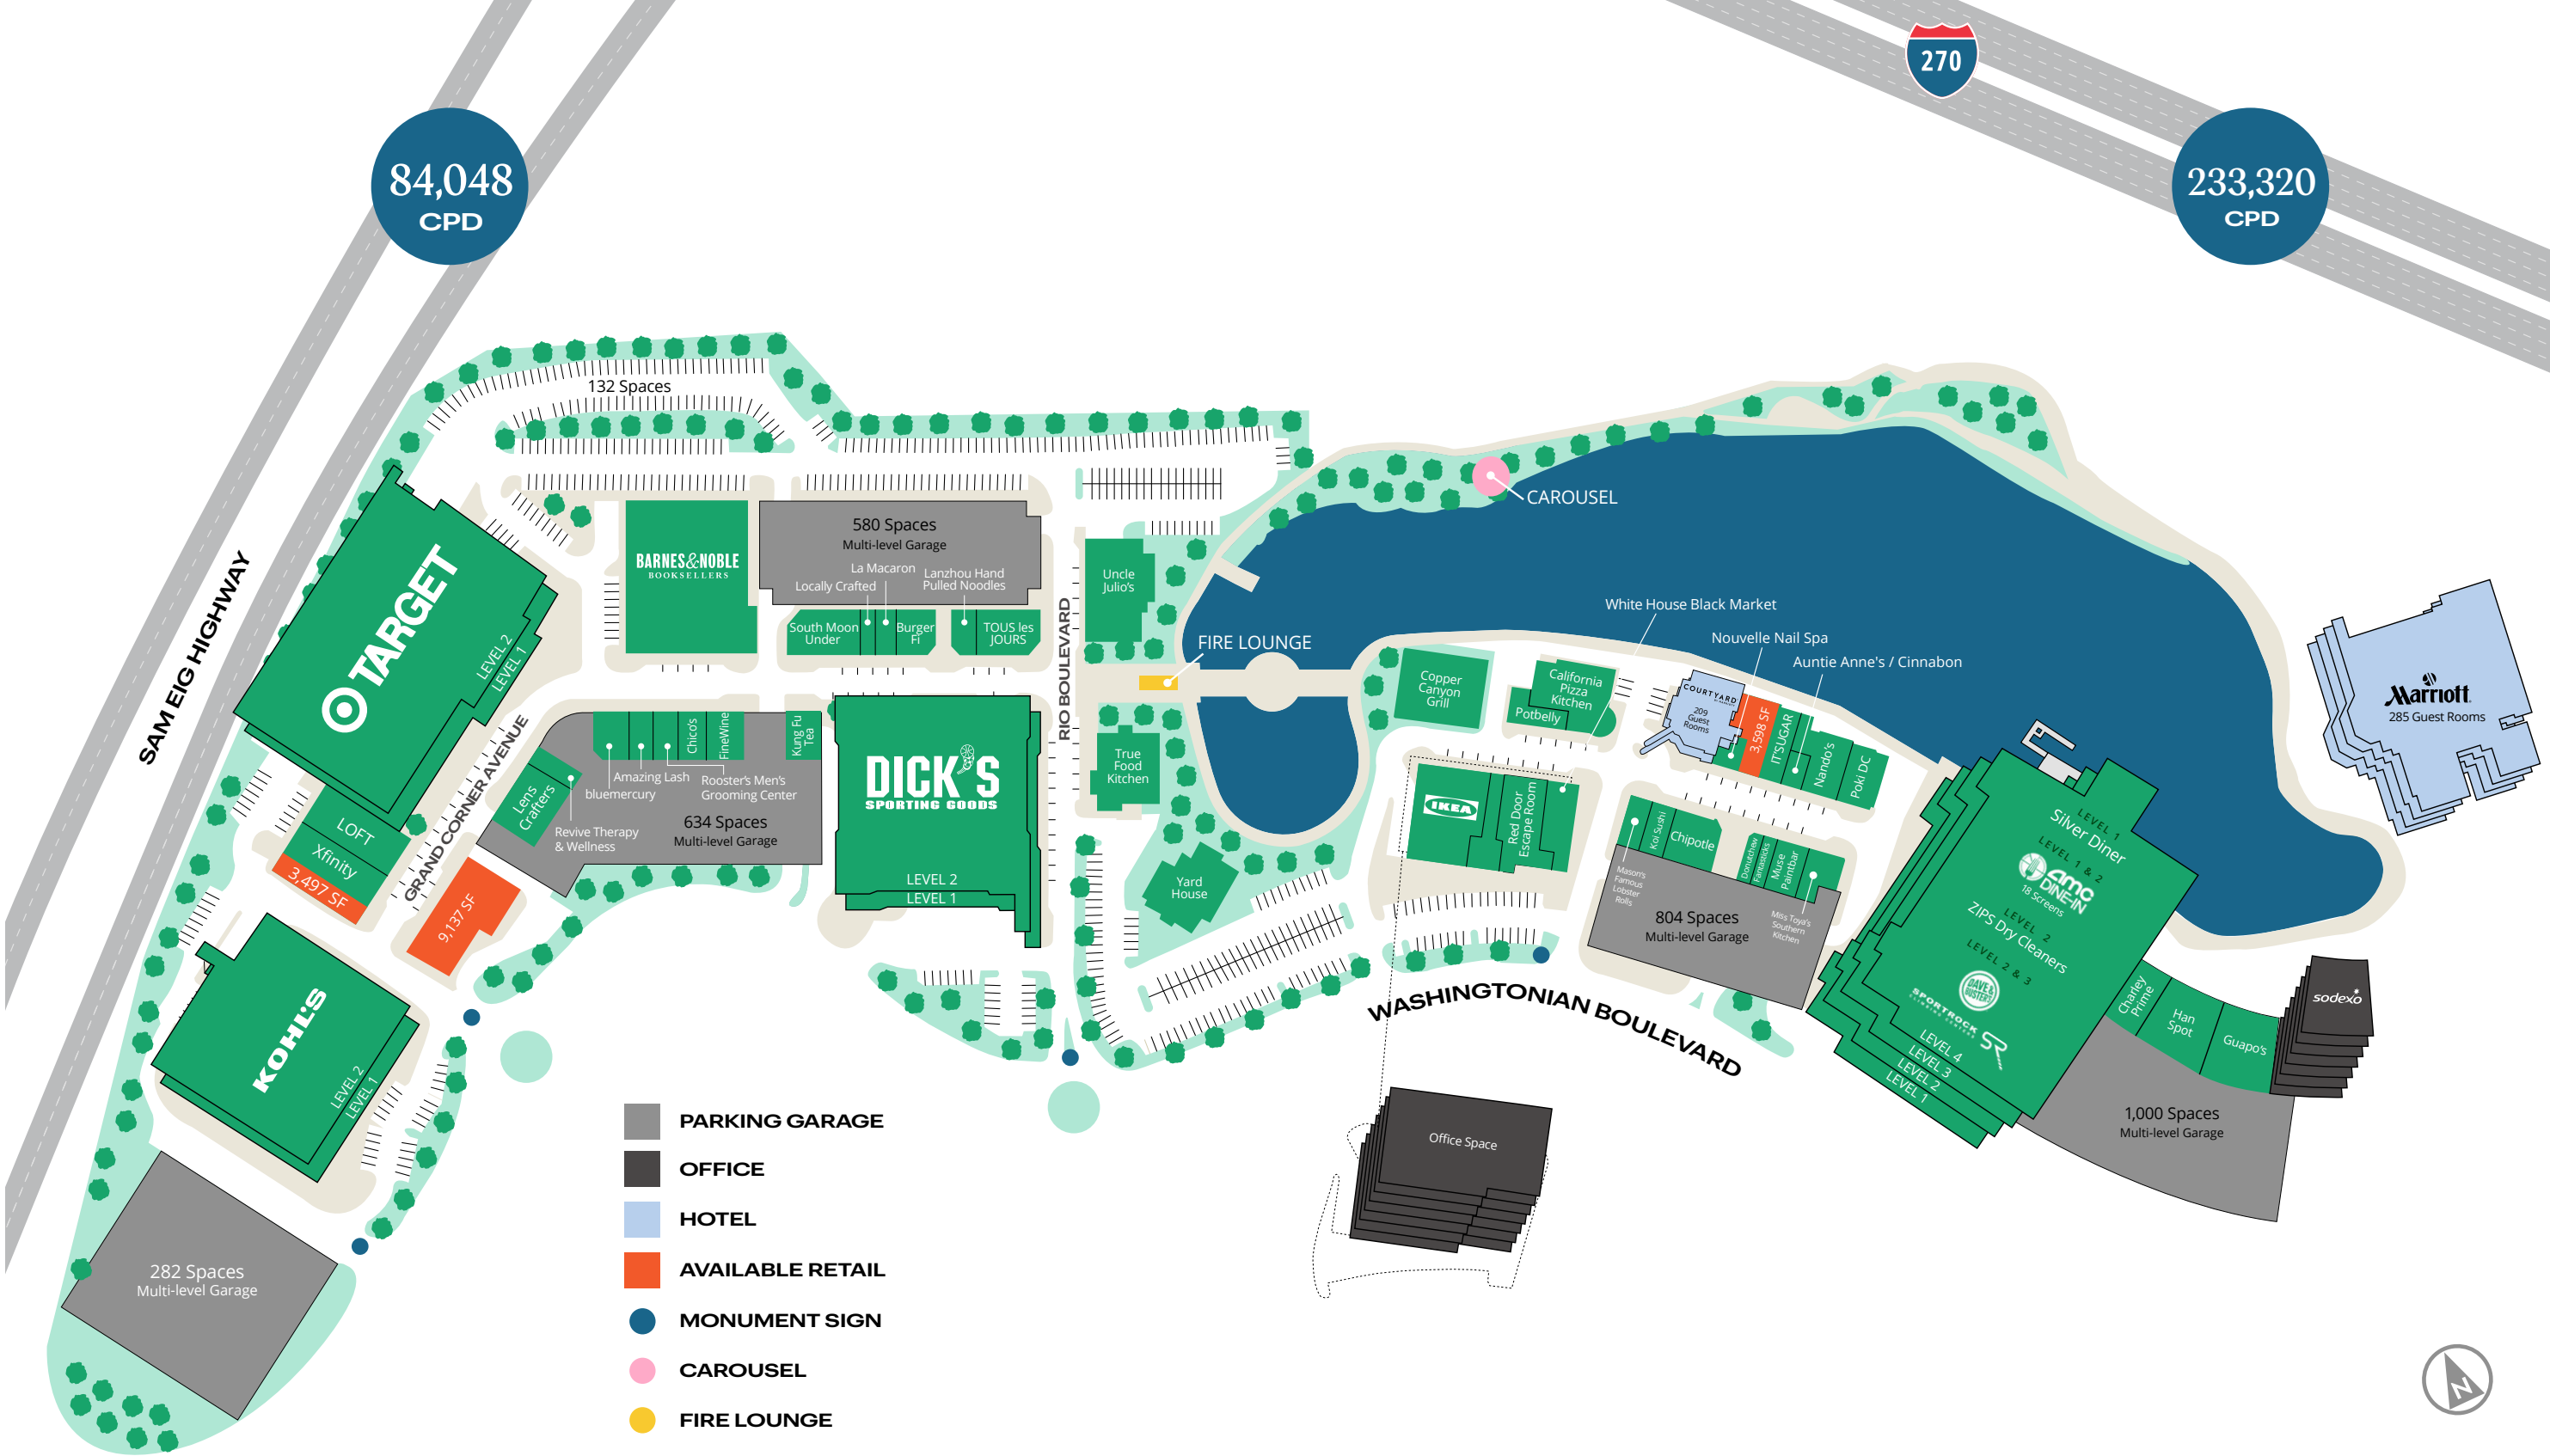 270
84,048
CPD
233,320
CPD
SAM EIG HIGHWAY
132 Spaces
CAROUSEL
TARGET
LEVEL 2
LEVEL 1
BARNES&NOBLE
BOOKSELLERS
580 Spaces
Multi-level Garage
La Macaron
Locally Crafted
Lanzhou Hand
Pulled Noodles
South Moon
Under
Burger
Fi
TOUS les
JOURS
RIO BOULEVARD
Uncle
Julio's
FIRE LOUNGE
White House Black Market
Nouvelle Nail Spa
Auntie Anne's / Cinnabon
Copper
Canyon
Grill
California
Pizza
Kitchen
Potbelly
COURTYARD
209
Guest
Rooms
3,598 SF
IT'SUGAR
Nando's
Poki DC
Marriott
285 Guest Rooms
GRAND CORNER AVENUE
Chico's
FineWine
Kung Fu
Tea
Amazing Lash
bluemercury
Rooster's Men's
Grooming Center
Lens
Crafters
Revive Therapy
& Wellness
634 Spaces
Multi-level Garage
DICK'S
SPORTING GOODS
LEVEL 2
LEVEL 1
True
Food
Kitchen
Yard
House
IKEA
Red Door
Escape Room
Koi Sushi
Chipotle
Mason's
Famous
Lobster
Rolls
Donutchew
Fantasticks
Muse
Paintbar
Miss Toya's
Southern
Kitchen
804 Spaces
Multi-level Garage
LEVEL 1
Silver Diner
LEVEL 1 & 2
amc
DINE-IN
18 Screens
LEVEL 2
ZIPS Dry Cleaners
LEVEL 2 & 3
DAVE &
BUSTER'S
SPORTROCK
CLIMBING CENTERS
SR
LEVEL 4
LEVEL 3
LEVEL 2
LEVEL 1
Charley
Prime
Han
Spot
Guapo's
sodexo
1,000 Spaces
Multi-level Garage
LOFT
Xfinity
3,497 SF
9,137 SF
KOHL'S
LEVEL 2
LEVEL 1
282 Spaces
Multi-level Garage
WASHINGTONIAN BOULEVARD
Office Space
PARKING GARAGE
OFFICE
HOTEL
AVAILABLE RETAIL
MONUMENT SIGN
CAROUSEL
FIRE LOUNGE
N